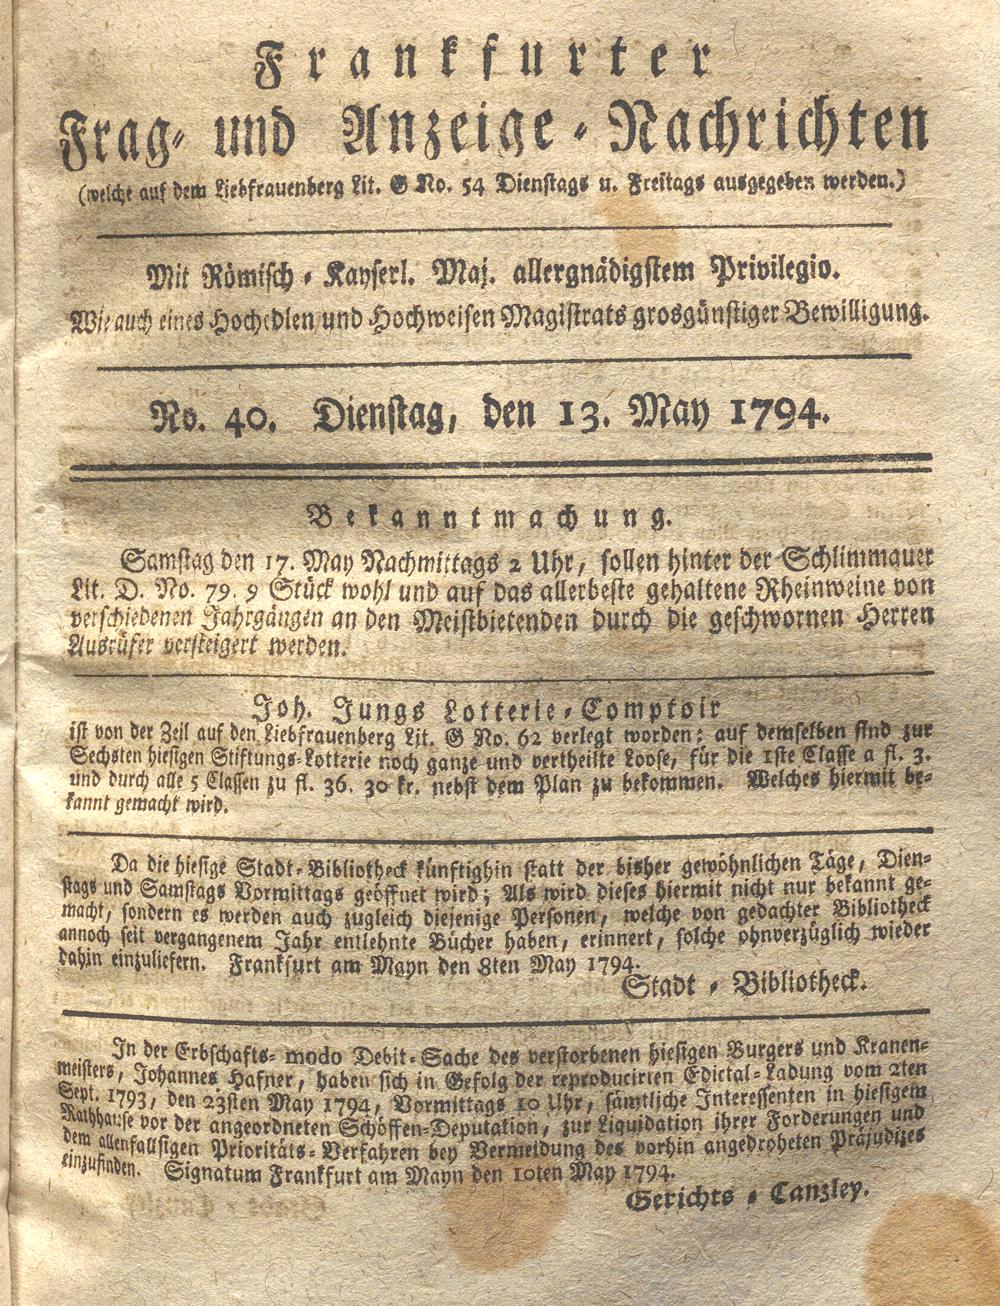 Frankfurter
Frag- und Anzeige-Nachrichten
(welche auf dem Liebfrauenberg Lit. G No. 54 Dienstags u. Freitags ausgegeben werden.)
Mit Römisch-Kayserl. Maj. allergnädigstem Privilegio.
Wie auch eines Hochedlen und Hochweisen Magistrats grosgünstiger Bewilligung.
No. 40. Dienstag, den 13. May 1794.
Bekanntmachung.
Samstag den 17. May Nachmittags 2 Uhr, sollen hinter der Schlimmauer
Lit. D. No. 79. 9 Stück wohl und auf das allerbeste gehaltene Rheinweine von
verschiedenen Jahrgängen an den Meistbietenden durch die geschwornen Herren
Ausrüfer versteigert werden.
Joh. Jungs Lotterie-Comptoir
ist von der Zeil auf den Liebfrauenberg Lit. G No. 62 verlegt worden; auf demselben sind zur
Sechsten hiesigen Stiftungs-Lotterie noch ganze und vertheilte Loose, für die 1ste Classe a fl. 3.
und durch alle 5 Classen zu fl. 36. 30 kr. nebst dem Plan zu bekommen. Welches hiermit be-
kannt gemacht wird.
Da die hiesige Stadt-Bibliotheck künftighin statt der bisher gewöhnlichen Täge, Dien-
stags und Samstags Vormittags geöffnet wird; Als wird dieses hiermit nicht nur bekannt ge-
macht, sondern es werden auch zugleich diejenige Personen, welche von gedachter Bibliotheck
annoch seit vergangenem Jahr entlehnte Bücher haben, erinnert, solche ohnverzüglich wieder
dahin einzuliefern. Frankfurt am Mayn den 8ten May 1794.
Stadt-Bibliotheck.
In der Erbschafts- modo Debit-Sache des verstorbenen hiesigen Burgers und Kranen-
meisters, Johannes Hafner, haben sich in Gefolg der reproducirten Edictal-Ladung vom 2ten
Sept. 1793, den 23sten May 1794, Vormittags 10 Uhr, sämtliche Interessenten in hiesigem
Rathhause vor der angeordneten Schöffen-Deputation, zur Liquidation ihrer Forderungen und
dem allenfallsigen Prioritäts-Verfahren bey Vermeidung des vorhin angedroheten Präjudizes
einzufinden. Signatum Frankfurt am Mayn den 10ten May 1794.
Gerichts-Canzley.